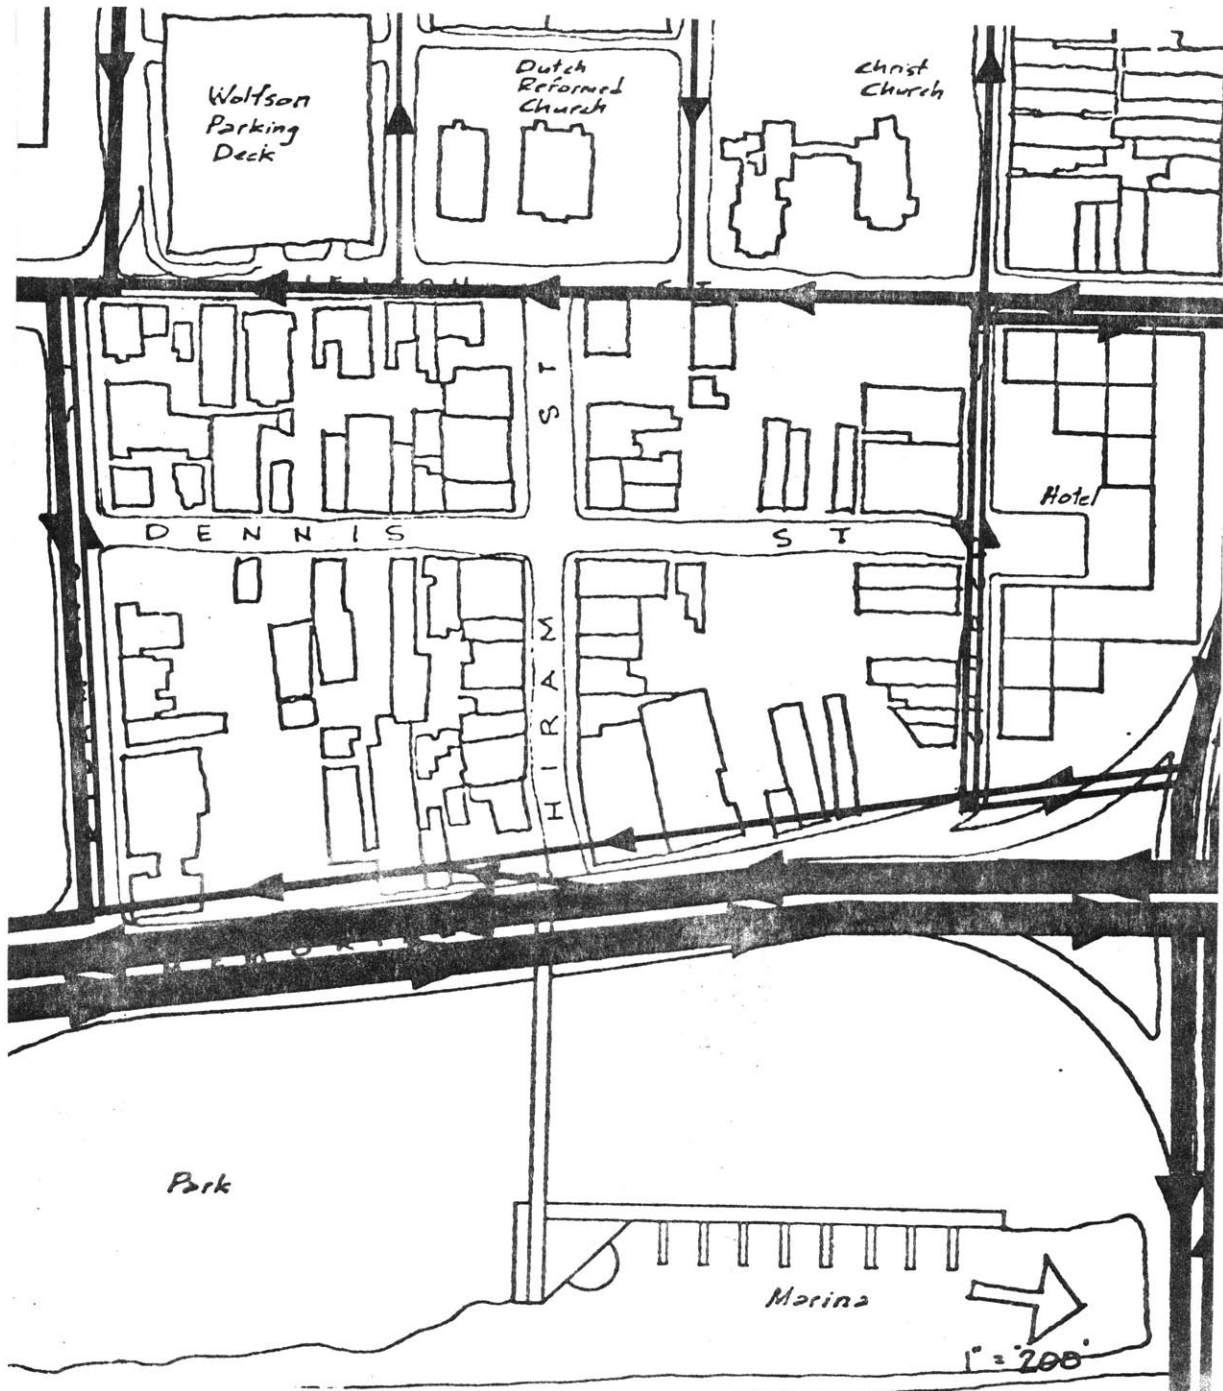 Wolfson
Parking
Deck
Dutch
Reformed
Church
Christ
Church
ST
Hotel
DENNIS ST
HIRAM
Park
Marina
1" = 200'